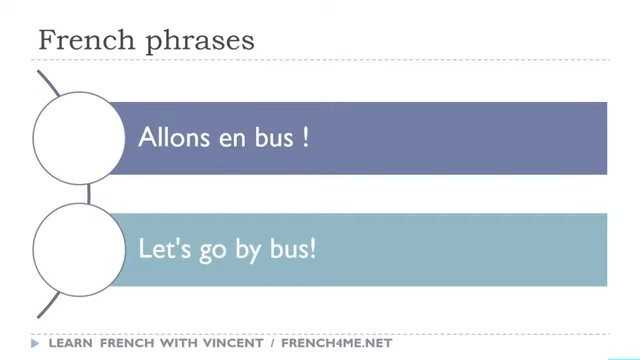 French phrases
Allons en bus !
Let's go by bus!
LEARN FRENCH WITH VINCENT / FRENCH4ME.NET